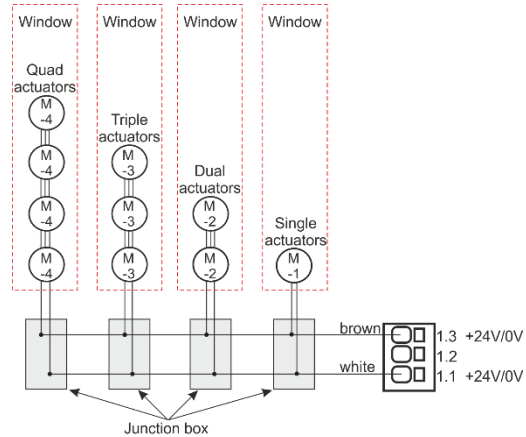 Window
Window
Window
Window
Quad
actuators
M
-4
M
-4
M
-4
M
-4
Triple
actuators
M
-3
M
-3
M
-3
Dual
actuators
M
-2
M
-2
Single
actuators
M
-1
brown
1.3 +24V/0V
1.2
white
1.1 +24V/0V
Junction box